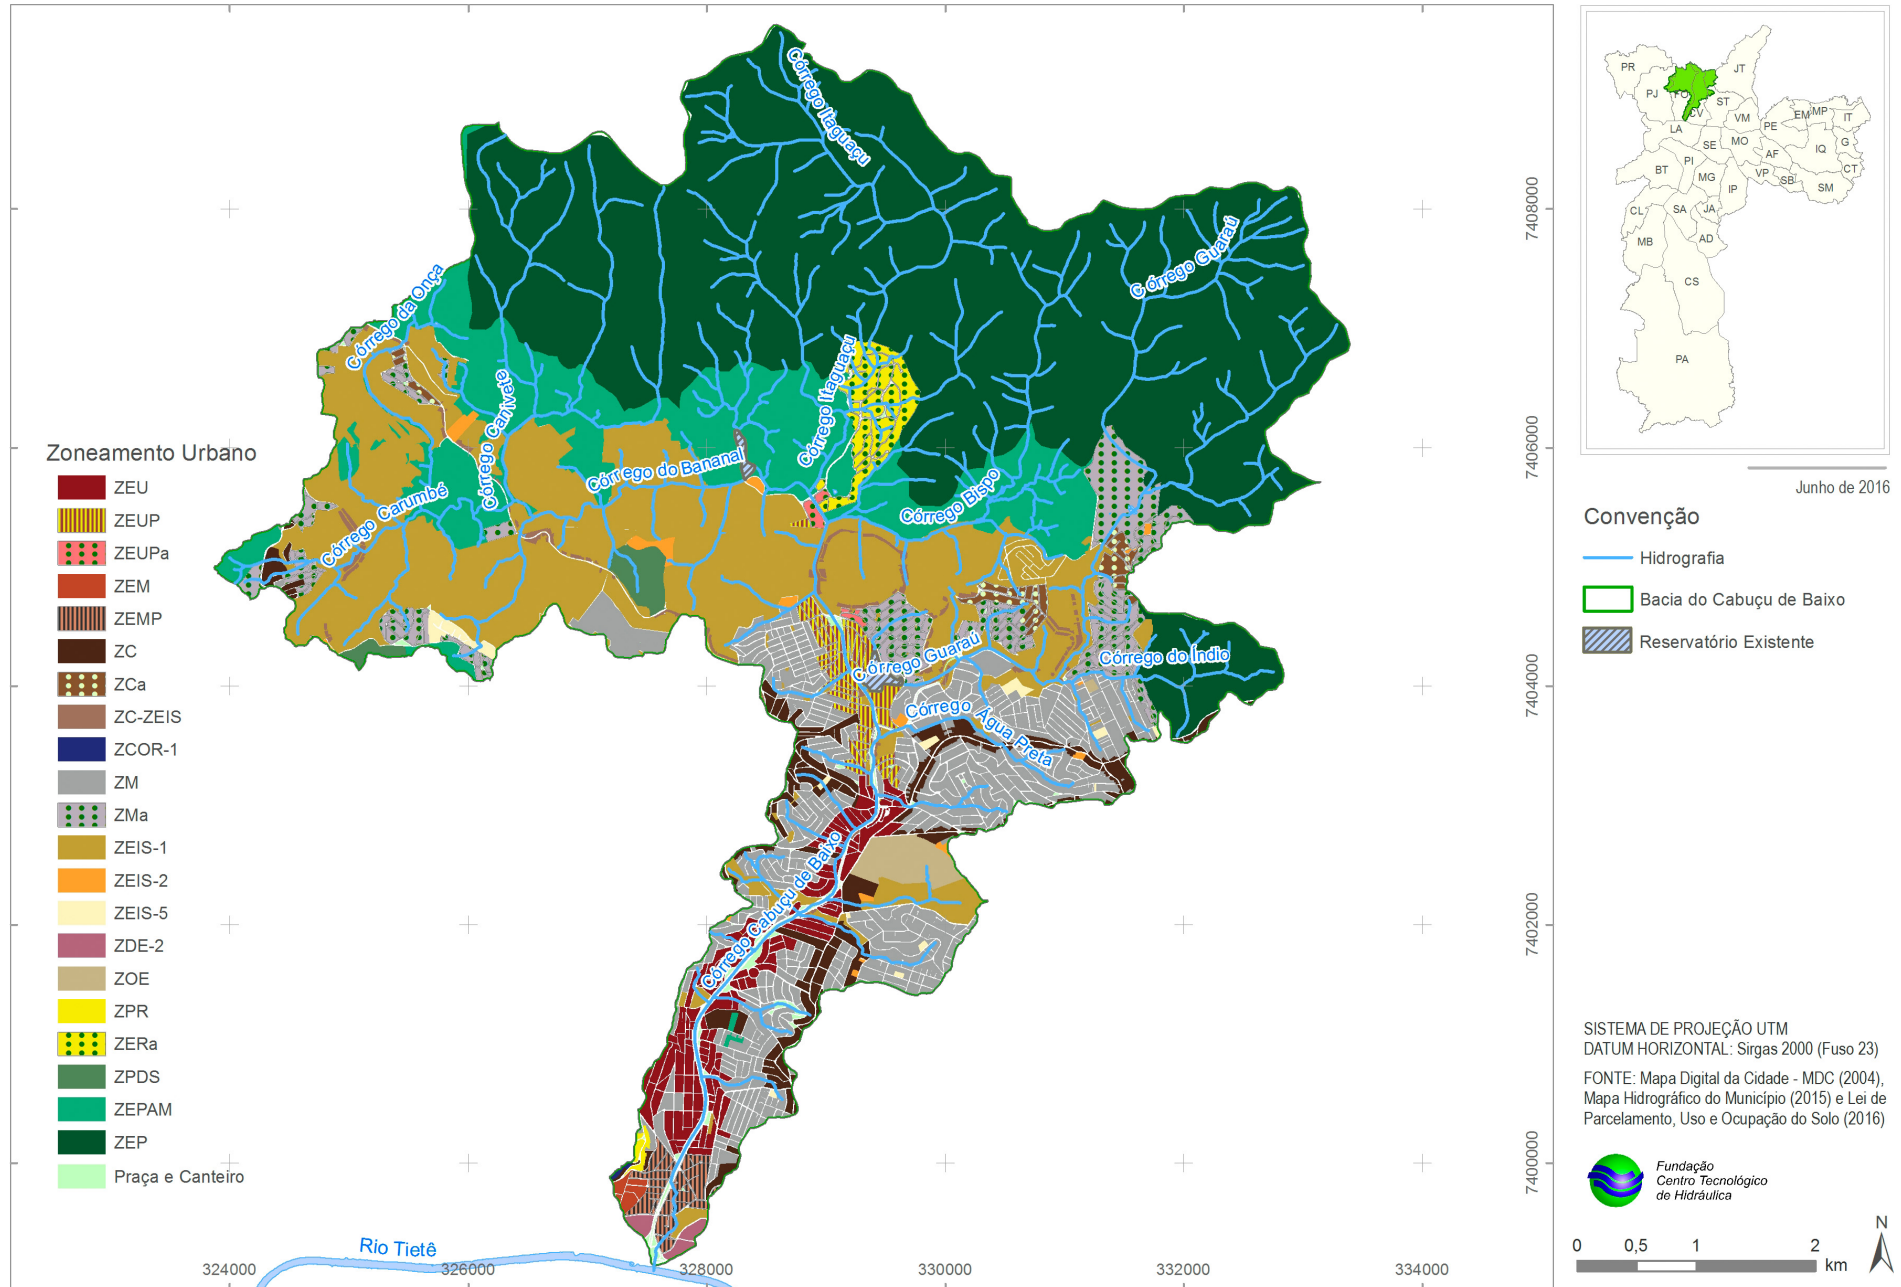 Córrego Itaguaçu
Córrego Guaraú
Córrego da Onça
Córrego Itaguaçu
Córrego Canivete
Córrego do Bananal
Córrego Bispo
Córrego Carumbé
Córrego Guaraú
Córrego do Índio
Córrego Água Preta
Córrego Cabuçu de Baixo
Rio Tietê
Zoneamento Urbano
ZEU
ZEUP
ZEUPa
ZEM
ZEMP
ZC
ZCa
ZC-ZEIS
ZCOR-1
ZM
ZMa
ZEIS-1
ZEIS-2
ZEIS-5
ZDE-2
ZOE
ZPR
ZERa
ZPDS
ZEPAM
ZEP
Praça e Canteiro
324000
326000
328000
330000
332000
334000
7408000
7406000
7404000
7402000
7400000
PR
JT
PJ
FO
CV
ST
LA
VM
PE
EM
MP
IT
SE
MO
AF
IQ
G
BT
PI
MG
IP
VP
SB
SM
CT
CL
SA
JA
MB
AD
CS
PA
Junho de 2016
Convenção
Hidrografia
Bacia do Cabuçu de Baixo
Reservatório Existente
SISTEMA DE PROJEÇÃO UTM
DATUM HORIZONTAL: Sirgas 2000 (Fuso 23)
FONTE: Mapa Digital da Cidade - MDC (2004),
Mapa Hidrográfico do Município (2015) e Lei de
Parcelamento, Uso e Ocupação do Solo (2016)
Fundação
Centro Tecnológico
de Hidráulica
N
0 0,5 1 2 km